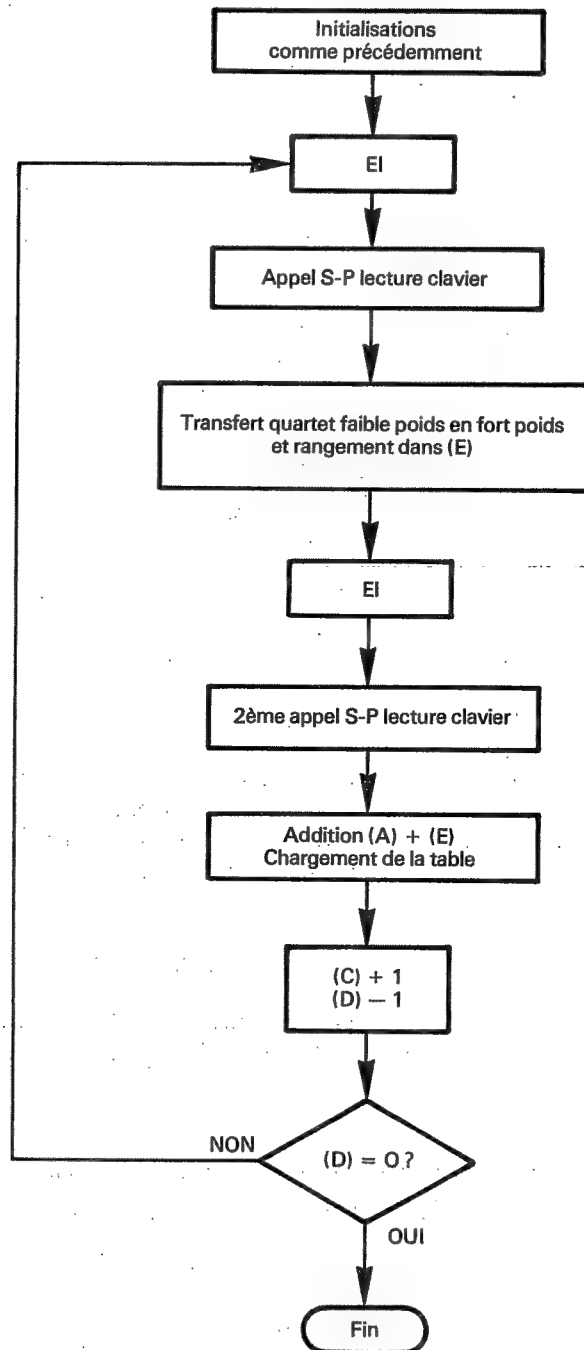 Initialisations
comme précédemment
EI
Appel S-P lecture clavier
Transfert quartet faible poids en fort poids
et rangement dans (E)
EI
2ème appel S-P lecture clavier
Addition (A) + (E)
Chargement de la table
(C) + 1
(D) — 1
NON
(D) = O ?
OUI
Fin